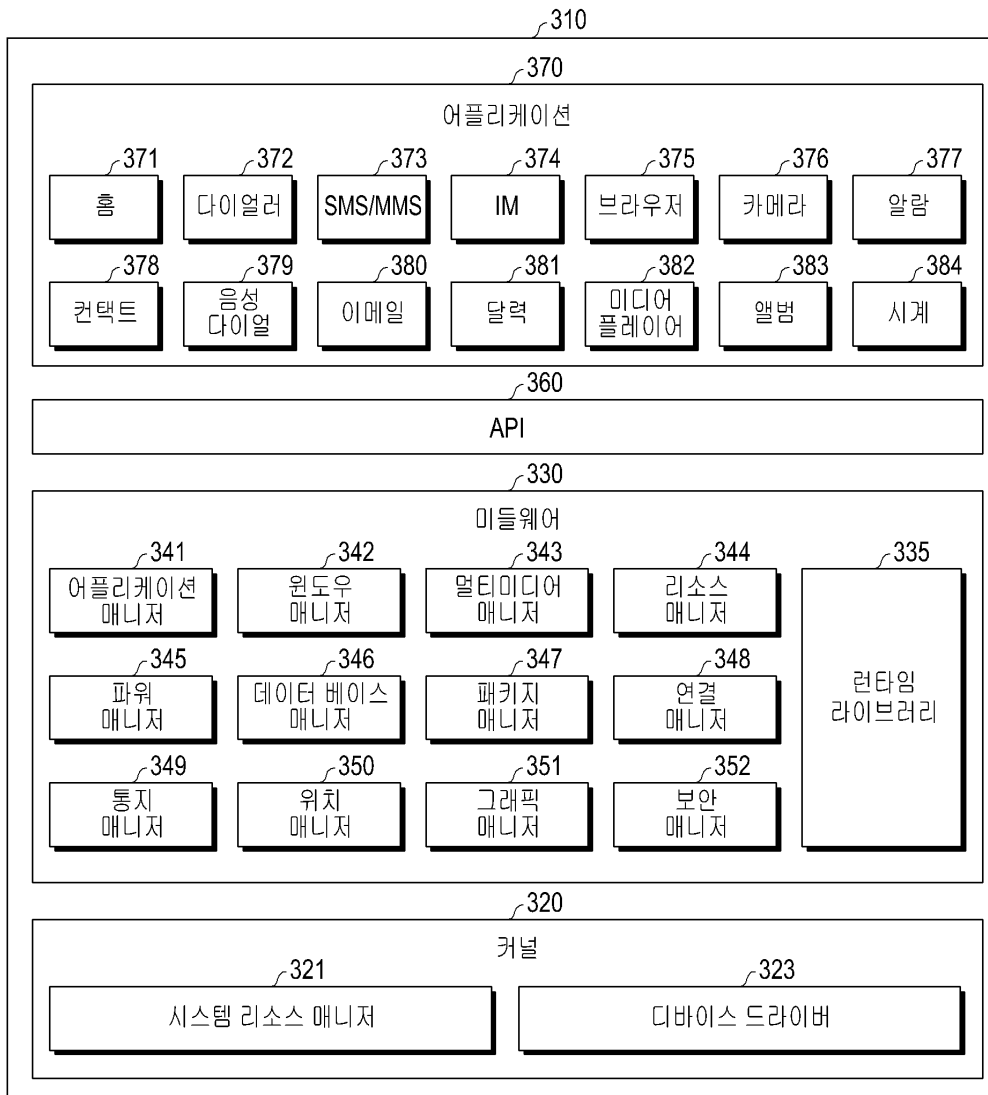 310
370
어플리케이션
371 372 373 374 375 376 377
홈 다이얼러 SMS/MMS IM 브라우저 카메라 알람
378 379 380 381 382 383 384
컨택트
음성
다이얼
이메일
달력
미디어
플레이어
앨범
시계
360
API
330
미들웨어
341 342 343 344 335
어플리케이션
매니저
윈도우
매니저
멀티미디어
매니저
리소스
매니저
런타임
라이브러리
345 346 347 348
파워
매니저
데이터 베이스
매니저
패키지
매니저
연결
매니저
349 350 351 352
통지
매니저
위치
매니저
그래픽
매니저
보안
매니저
320
커널
321 323
시스템 리소스 매니저 디바이스 드라이버